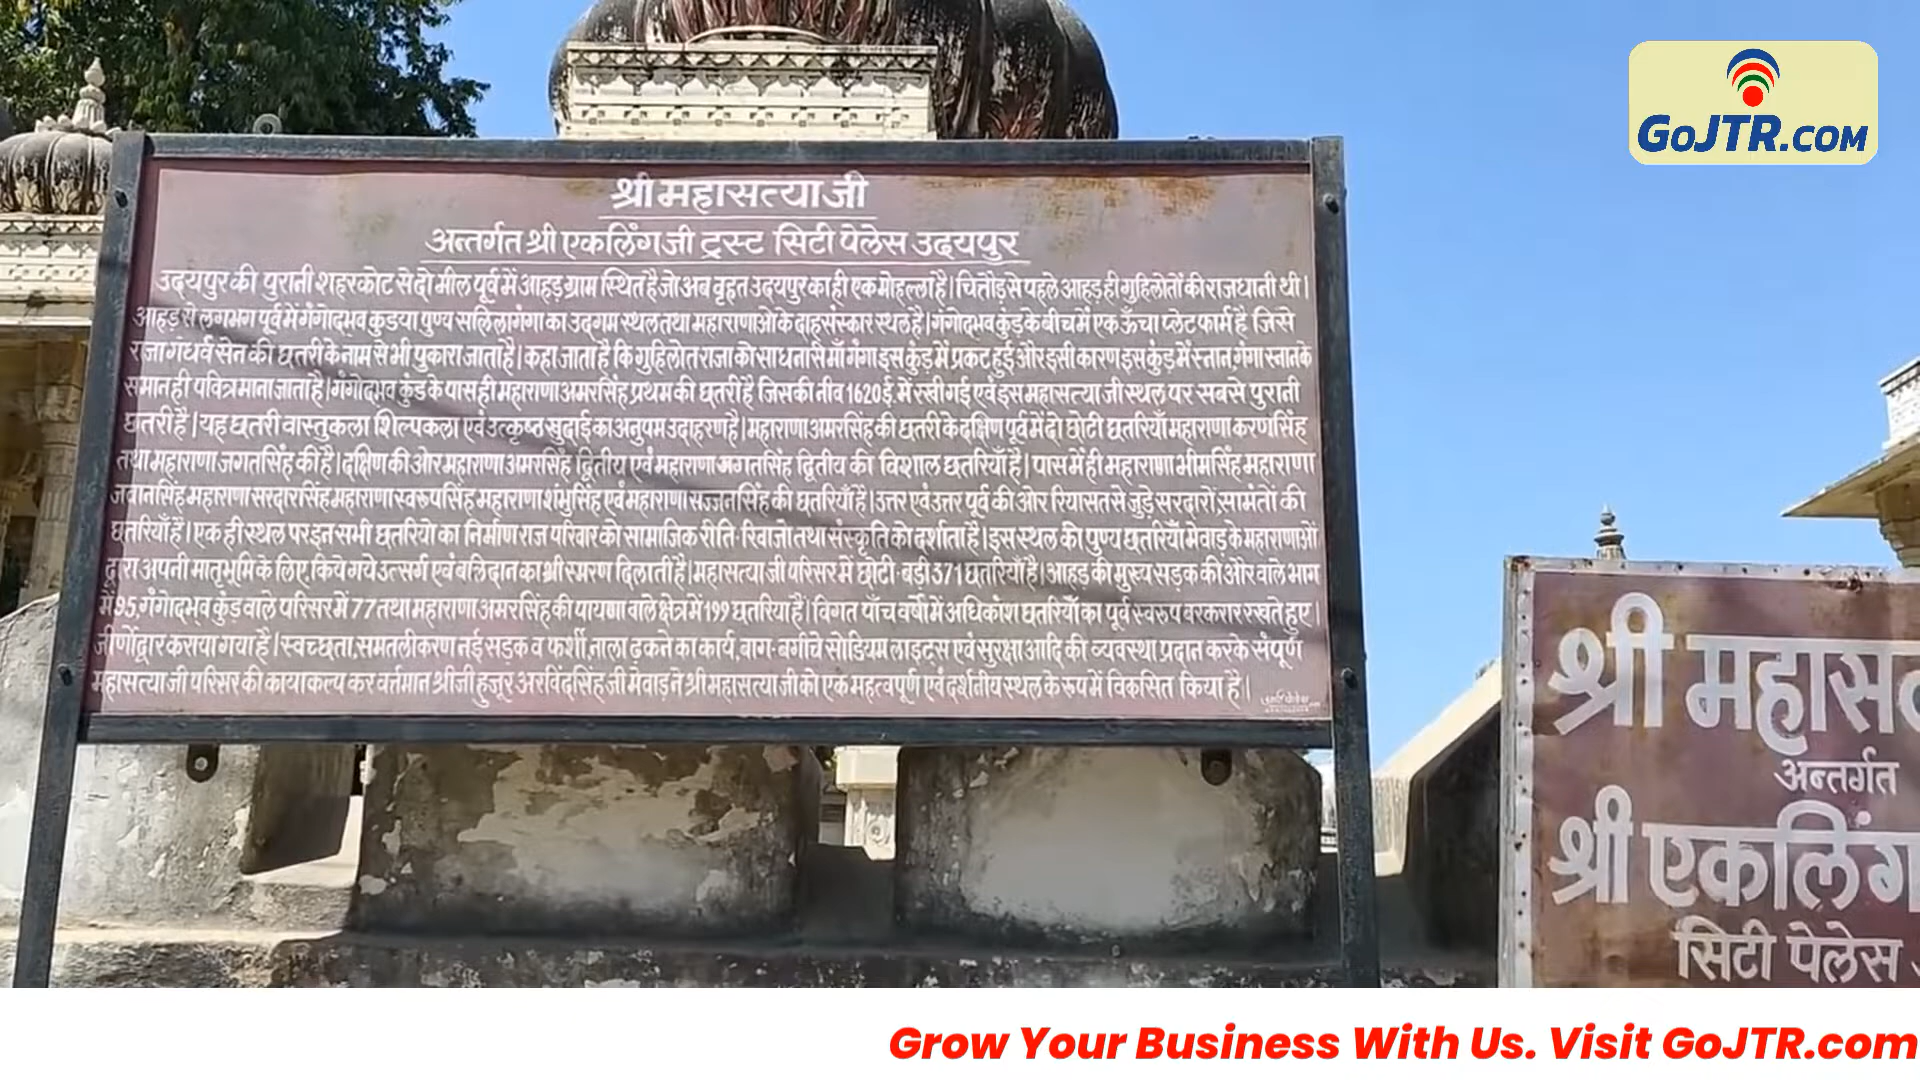 GoJTR.COM
श्री महासत्या जी
अन्तर्गत श्री एकलिंग जी ट्रस्ट सिटी पेलेस उदयपुर
उदयपुर की पुरानी शहरकोट से दो मील पूर्व में आहड़ ग्राम स्थित है जो अब वृहत उदयपुर का ही एक मोहल्ला है। चितौड़ से पहले आहड़ ही गुहिलोतों की राजधानी थी।
आहड़ से लगभग पूर्व में गंगोद्भव कुडया पुण्य सलिला गंगा का उद्गम स्थल तथा महाराणाओं के दाह संस्कार स्थल है। गंगोद्भव कुंड के बीच में एक ऊँचा प्लेटफार्म है जिसे
राजा गंधर्व सेन की छतरी के नाम से भी पुकारा जाता है। कहा जाता है कि गुहिलोत राजा को साधना से माँ गंगा इस कुंड में प्रकट हुई और इसी कारण इस कुंड में स्नान, गंगा स्नान के
समान ही पवित्र माना जाता है। गंगोद्भव कुंड के पास ही महाराणा अमरसिंह प्रथम की छतरी है जिसकी नींव 1620 ई. में रखी गई एवं इस महासत्या जी स्थल पर सबसे पुरानी
छतरी है। यह छतरी वास्तुकला शिल्पकला एवं उत्कृष्ठ खुदाई का अनुपम उदाहरण है। महाराणा अमरसिंह की छतरी के दक्षिण पूर्व में दो छोटी छतरियाँ महाराणा करणसिंह
तथा महाराणा जगतसिंह की है। दक्षिण की ओर महाराणा अमरसिंह द्वितीय एवं महाराणा जगतसिंह द्वितीय की विशाल छतरियाँ है। पास में ही महाराणा भीमसिंह महाराणा
जवानसिंह महाराणा सरदारसिंह महाराणा स्वरूपसिंह महाराणा शंभुसिंह एवं महाराणा सज्जनसिंह की छतरियाँ है। उत्तर एवं उत्तर पूर्व की ओर रियासत से जुड़े सरदारों, सामंतों की
छतरियाँ है। एक ही स्थल पर इन सभी छतरियो का निर्माण राज परिवार को सामाजिक रीति-रिवाजो तथा संस्कृति को दर्शाता है। इस स्थल की पुण्य छतरियाँ मेवाड़ के महाराणाओं
द्वारा अपनी मातृभूमि के लिए, किये गये उत्सर्ग एवं बलिदान का श्री स्मरण दिलाती है। महासत्या जी परिसर में छोटी-बड़ी 371 छतरियाँ है। आहड़ की मुख्य सड़क की और वाले भाग
में 95, गंगोद्भव कुंड वाले परिसर में 77 तथा महाराणा अमरसिंह की पायणा वाले क्षेत्र में 199 छतरिया है। विगत पाँच वर्षो में अधिकांश छतरियाँ का पूर्व स्वरूप बरकरार रखते हुए।
जीर्णोद्वार कराया गया है। स्वच्छता, समतलीकरण नई सड़क व फर्शी, नाला ढ़कने का कार्य, बाग-बगीचे सोडियम लाइट्स एवं सुरक्षा आदि की व्यवस्था प्रदान करके संपूर्ण
महासत्या जी परिसर की कायाकल्प कर वर्तमान श्रीजी हुजूर अरविंदसिंह जी मेवाड़ ने श्री महासत्या जी को एक महत्वपूर्ण एवं दर्शनीय स्थल के रूप में विकसित किया है।
श्री महास
अन्तर्गत
श्री एकलिंग
सिटी पेलेस
Grow Your Business With Us. Visit GoJTR.com